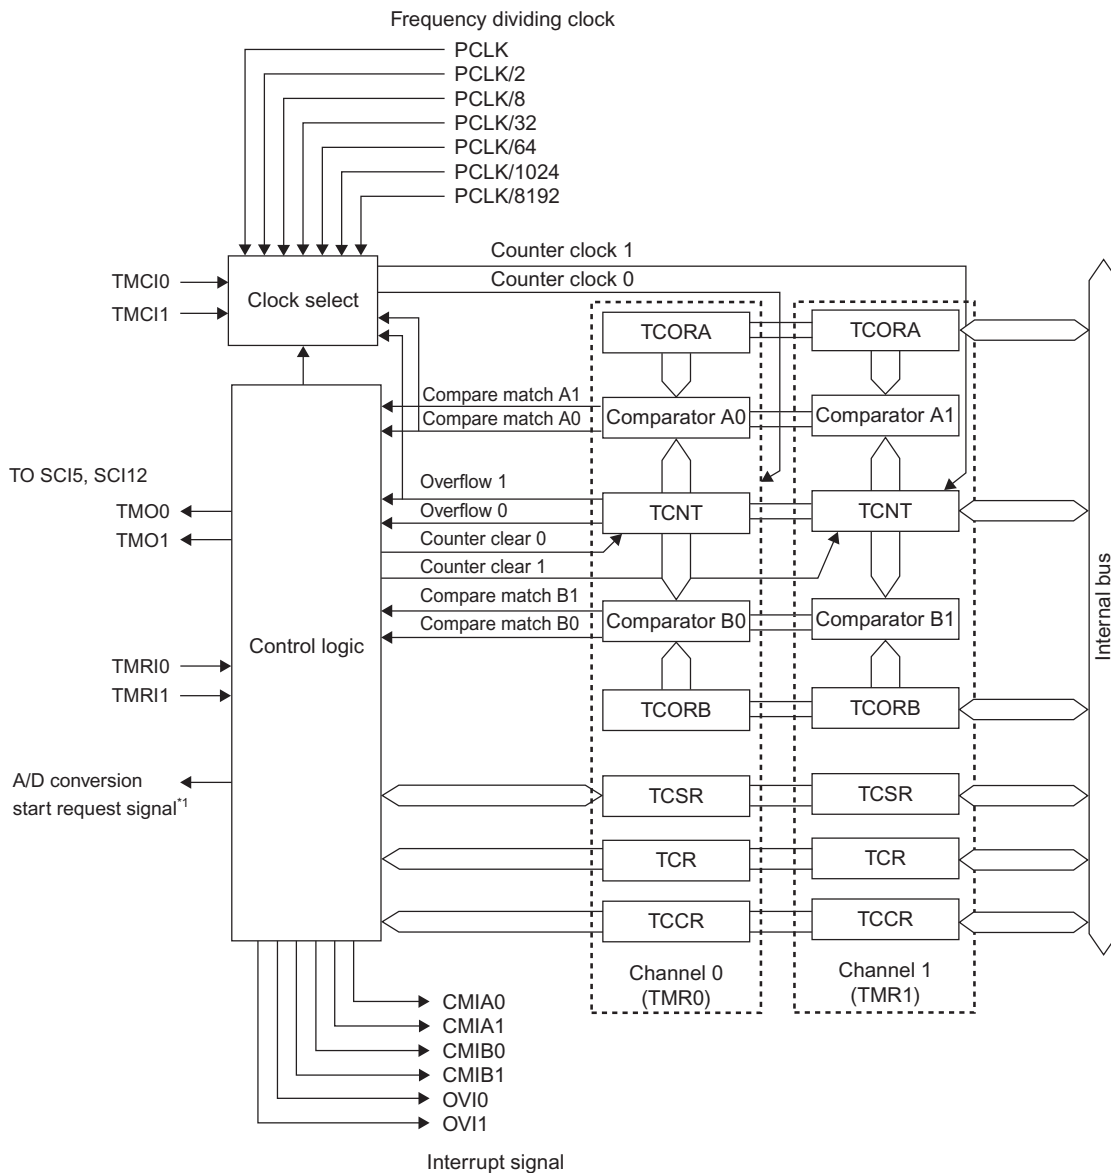 Frequency dividing clock
PCLK
PCLK/2
PCLK/8
PCLK/32
PCLK/64
PCLK/1024
PCLK/8192
Counter clock 1
Counter clock 0
TMCI0
TMCI1
Clock select
TCORA
TCORA
Compare match A1
Compare match A0
Comparator A0
Comparator A1
TO SCI5, SCI12
TMO0
TMO1
Overflow 1
Overflow 0
TCNT
TCNT
Counter clear 0
Counter clear 1
Compare match B1
Compare match B0
Comparator B0
Comparator B1
Internal bus
Control logic
TMRI0
TMRI1
TCORB
TCORB
A/D conversion
start request signal*1
TCSR
TCSR
TCR
TCR
TCCR
TCCR
Channel 0
(TMR0)
Channel 1
(TMR1)
CMIA0
CMIA1
CMIB0
CMIB1
OVI0
OVI1
Interrupt signal